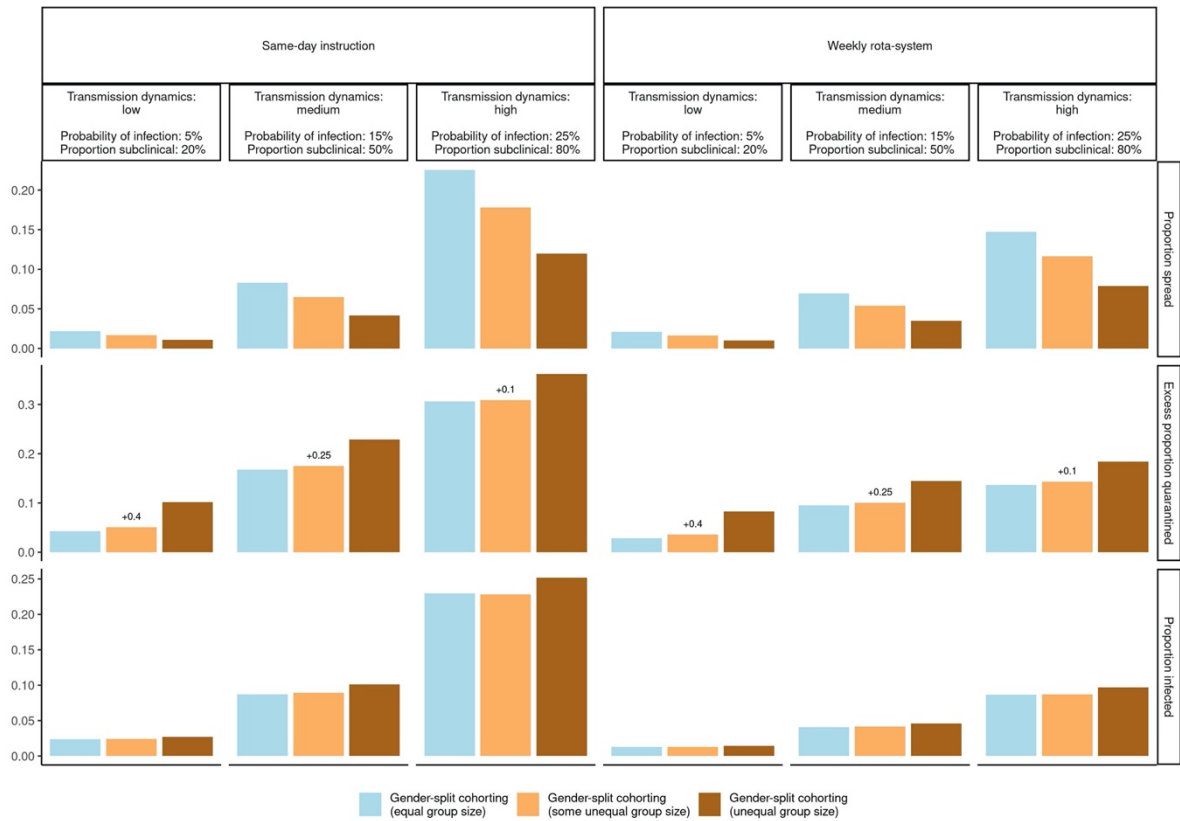 Same-day instruction
Weekly rota-system
Transmission dynamics:
low
Probability of infection: 5%
Proportion subclinical: 20%
Transmission dynamics:
medium
Probability of infection: 15%
Proportion subclinical: 50%
Transmission dynamics:
high
Probability of infection: 25%
Proportion subclinical: 80%
Transmission dynamics:
low
Probability of infection: 5%
Proportion subclinical: 20%
Transmission dynamics:
medium
Probability of infection: 15%
Proportion subclinical: 50%
Transmission dynamics:
high
Probability of infection: 25%
Proportion subclinical: 80%
0.20
0.15
0.10
0.05
0.00
Proportion spread
0.3
0.2
0.1
0.0
+0.4
+0.25
+0.1
+0.4
+0.25
+0.1
Excess proportion quarantined
0.25
0.20
0.15
0.10
0.05
0.00
Proportion infected
Gender-split cohorting
(equal group size)
Gender-split cohorting
(some unequal group size)
Gender-split cohorting
(unequal group size)